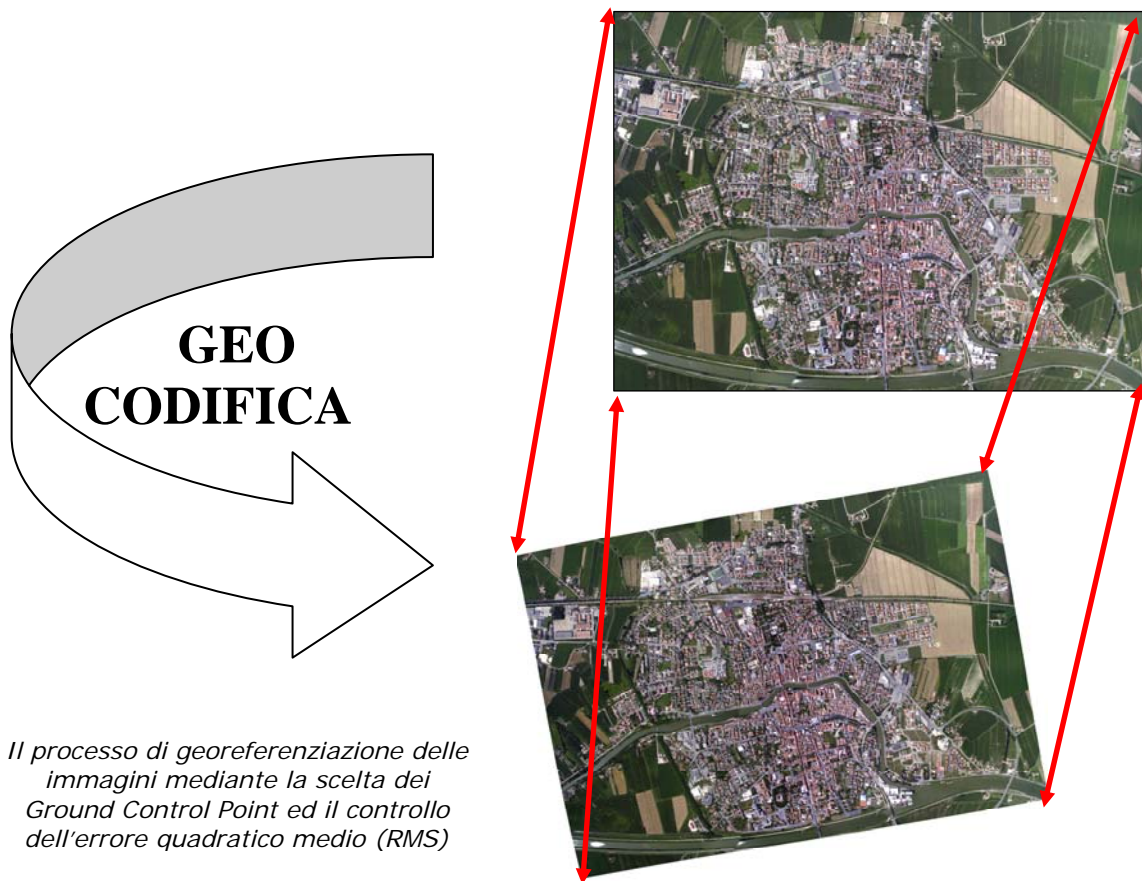 GEO
CODIFICA
Il processo di georeferenziazione delle
immagini mediante la scelta dei
Ground Control Point ed il controllo
dell'errore quadratico medio (RMS)